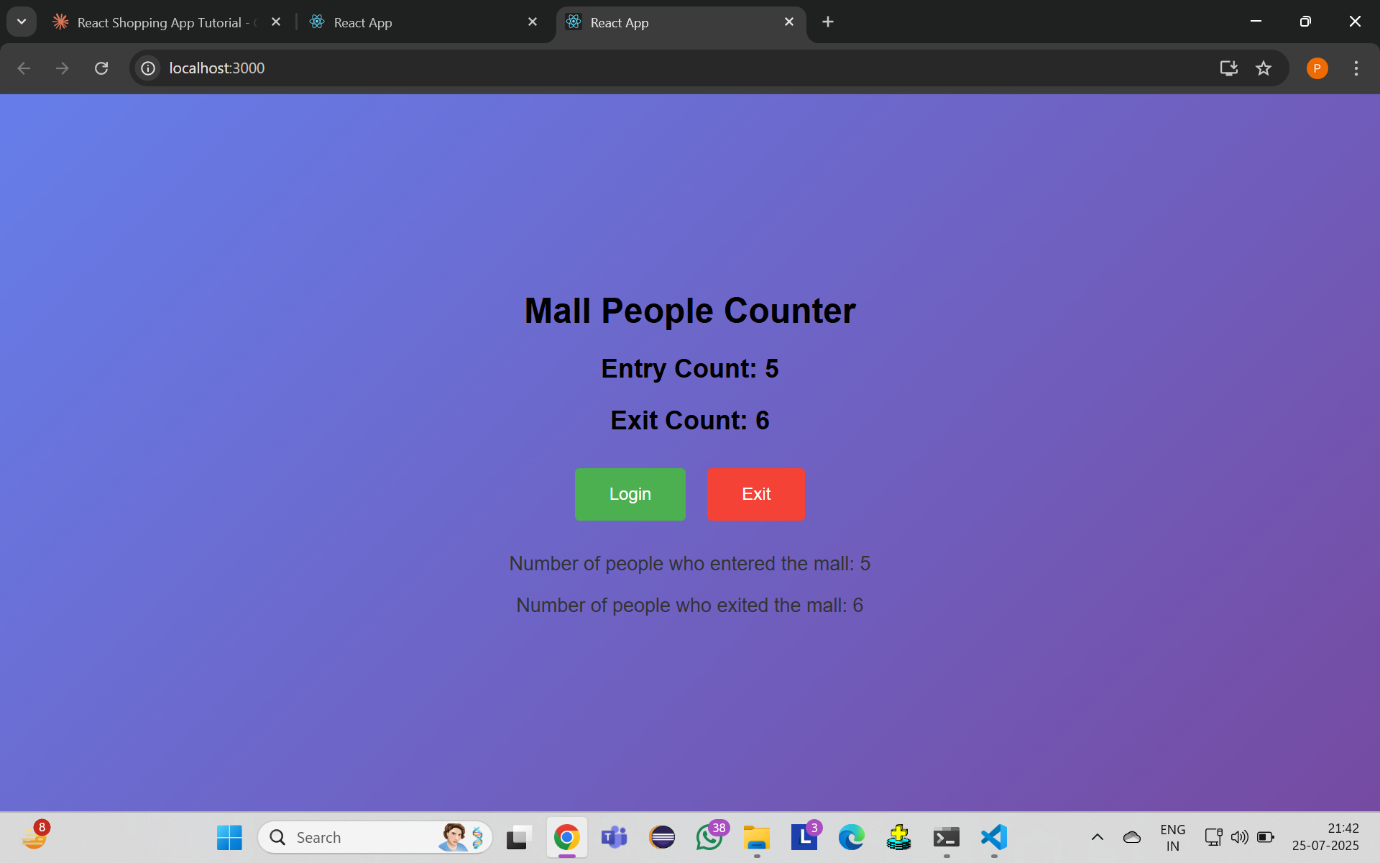 React Shopping App Tutorial -
React App
React App
localhost:3000
P
Mall People Counter
Entry Count: 5
Exit Count: 6
Login
Exit
Number of people who entered the mall: 5
Number of people who exited the mall: 6
8
Search
T
38
L
3
ENG
IN
21:42
25-07-2025